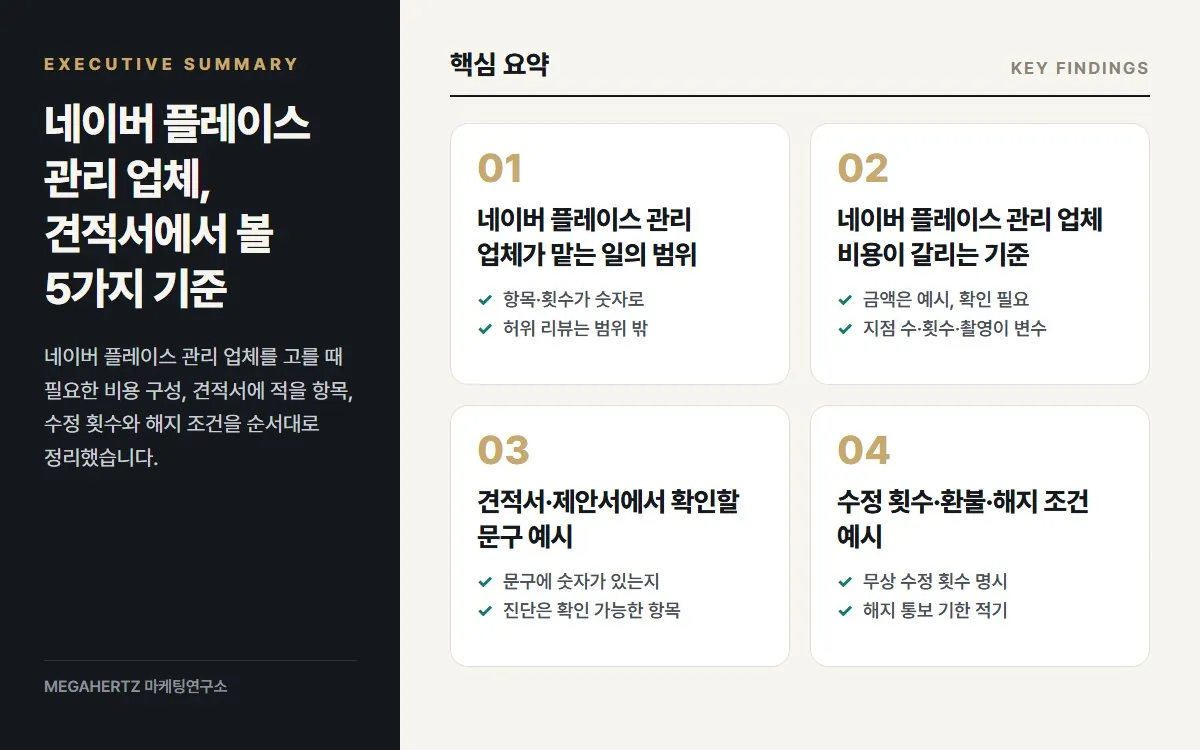 EXECUTIVE SUMMARY
네이버 플레이스
관리 업체,
견적서에서 볼
5가지 기준
네이버 플레이스 관리 업체를 고를 때
필요한 비용 구성, 견적서에 적을 항목,
수정 횟수와 해지 조건을 순서대로
정리했습니다.
MEGAHERTZ 마케팅연구소
핵심 요약
KEY FINDINGS
01
네이버 플레이스 관리
업체가 맡는 일의 범위
항목·횟수가 숫자로
허위 리뷰는 범위 밖
02
네이버 플레이스 관리 업체
비용이 갈리는 기준
금액은 예시, 확인 필요
지점 수·횟수·촬영이 변수
03
견적서·제안서에서 확인할
문구 예시
문구에 숫자가 있는지
진단은 확인 가능한 항목
04
수정 횟수·환불·해지 조건
예시
무상 수정 횟수 명시
해지 통보 기한 적기